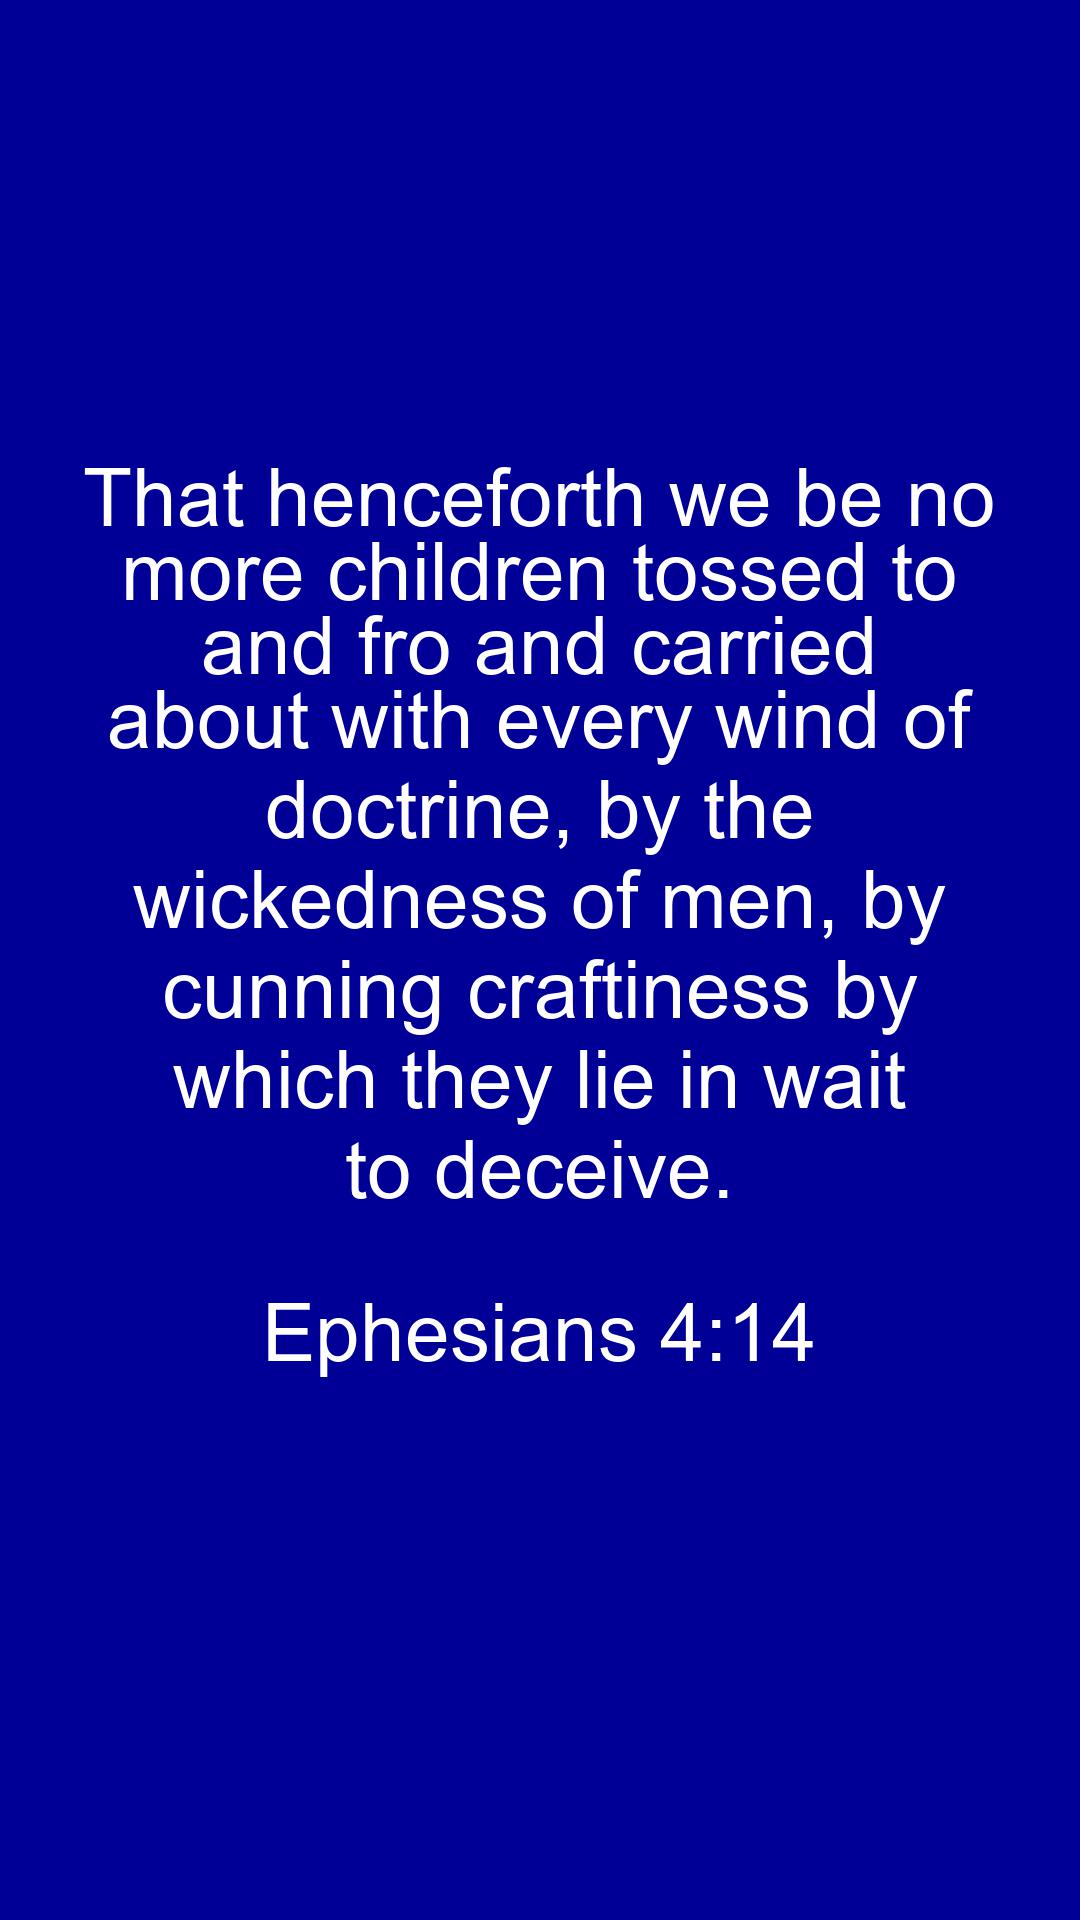 That henceforth we be no
more children tossed to
and fro and carried
about with every wind of
doctrine, by the
wickedness of men, by
cunning craftiness by
which they lie in wait
to deceive.
Ephesians 4:14